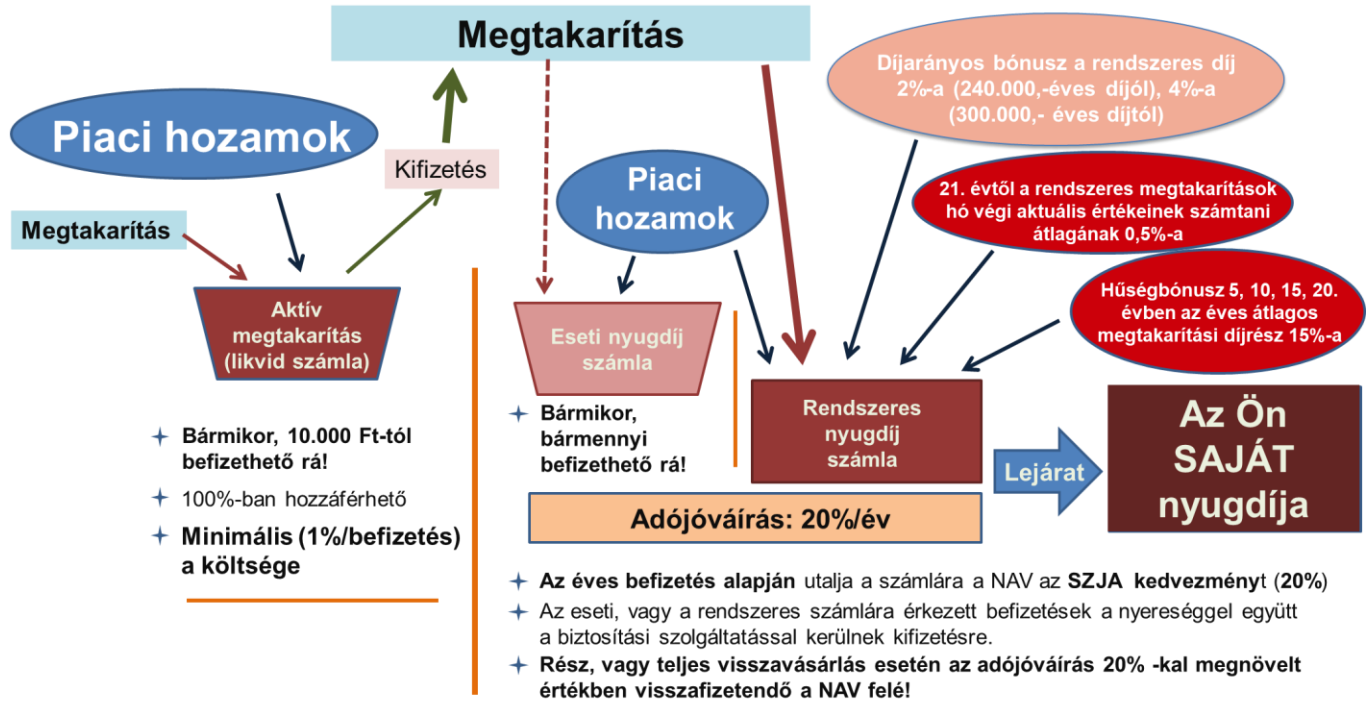 Megtakarítás
Díjarányos bónusz a rendszeres díj
2%-a (240.000,-éves díjól), 4%-a
(300.000,- éves díjtól)
Piaci hozamok
Kifizetés
Piaci
hozamok
21. évtől a rendszeres megtakarítások
hó végi aktuális értékeinek számtani
átlagának 0,5%-a
Megtakarítás
Hűségbónusz 5, 10, 15, 20.
évben az éves átlagos
megtakarítási díjrész 15%-a
Aktív
megtakarítás
(likvid számla)
Eseti nyugdíj
számla
Rendszeres
nyugdíj
számla
Lejárat
Az Ön
SAJÁT
nyugdíja
Bármikor, 10.000 Ft-tól
befizethető rá!
100%-ban hozzáférhető
Minimális (1%/befizetés)
a költsége
Bármikor,
bármennyi
befizethető rá!
Adójóváírás: 20%/év
Az éves befizetés alapján utalja a számlára a NAV az SZJA kedvezményt (20%)
Az eseti, vagy a rendszeres számlára érkezett befizetések a nyereséggel együtt
a biztosítási szolgáltatással kerülnek kifizetésre.
Rész, vagy teljes visszavásárlás esetén az adójóváírás 20% -kal megnövelt
értékben visszafizetendő a NAV felé!